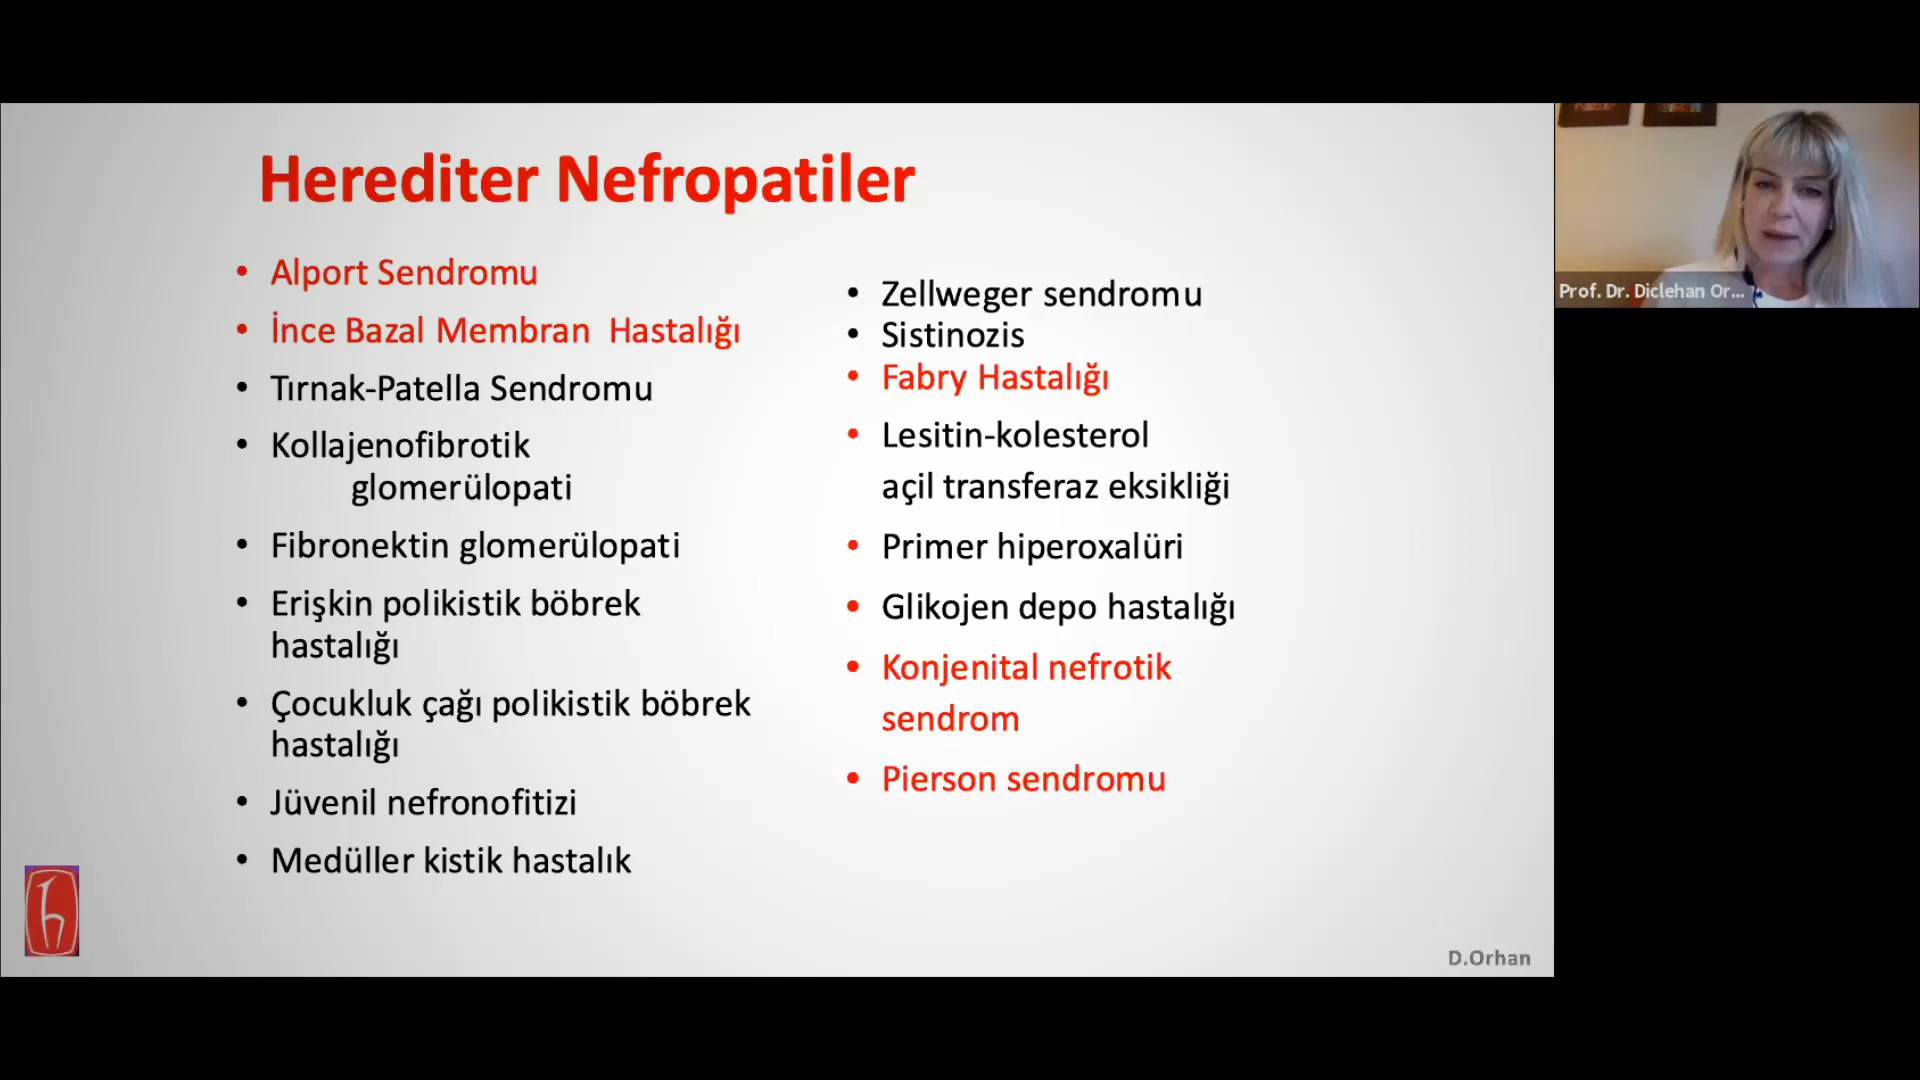 Herediter Nefropatiler
• Alport Sendromu
• İnce Bazal Membran Hastalığı
• Tırnak-Patella Sendromu
• Kollajenofibrotik
glomerülopati
• Fibronektin glomerülopati
• Erişkin polikistik böbrek
hastalığı
• Çocukluk çağı polikistik böbrek
hastalığı
• Jüvenil nefronofitizi
• Medüller kistik hastalık
• Zellweger sendromu
• Sistinozis
• Fabry Hastalığı
• Lesitin-kolesterol
açil transferaz eksikliği
• Primer hiperoxalüri
• Glikojen depo hastalığı
• Konjenital nefrotik
sendrom
• Pierson sendromu
D.Orhan
Prof. Dr. Diclehan Or...